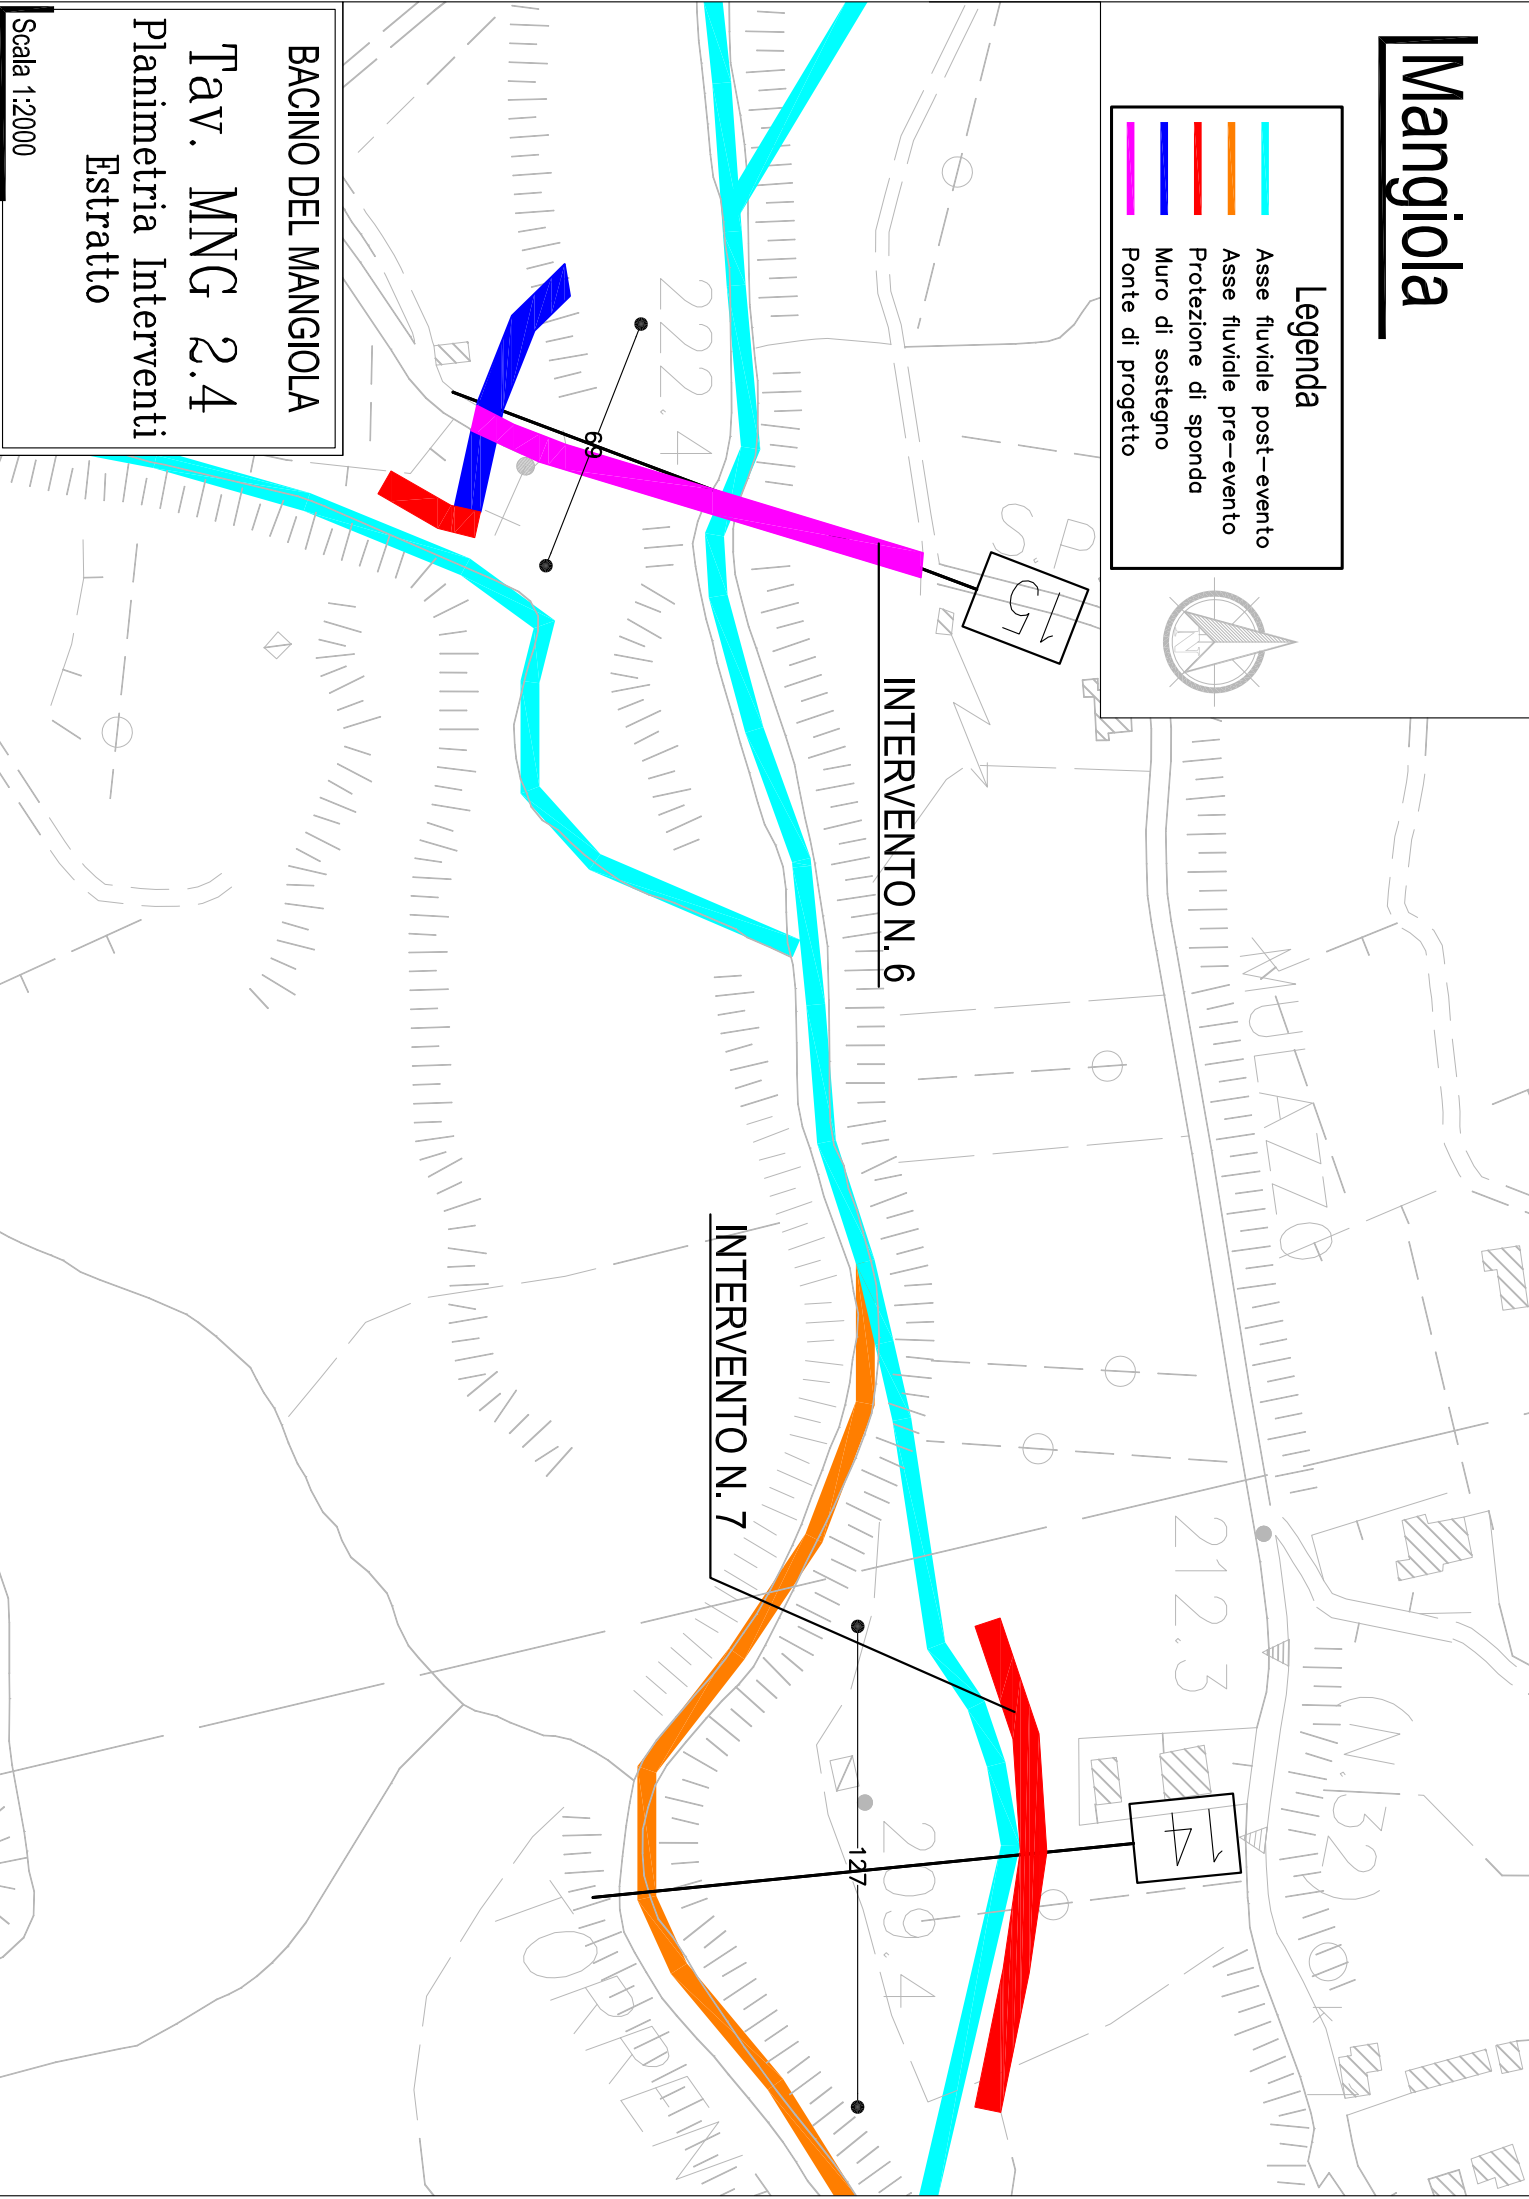 Mangiola
Legenda
Asse fluviale post-evento
Asse fluviale pre-evento
Protezione di sponda
Muro di sostegno
Ponte di progetto
N
S.P.
15
INTERVENTO N. 6
222.4
69
MULAZZO
INTERVENTO N. 7
212.3
(N.32)
14
209.4
127
BACINO DEL MANGIOLA
Tav. MNG 2.4
Planimetria Interventi
Estratto
Scala 1:2000